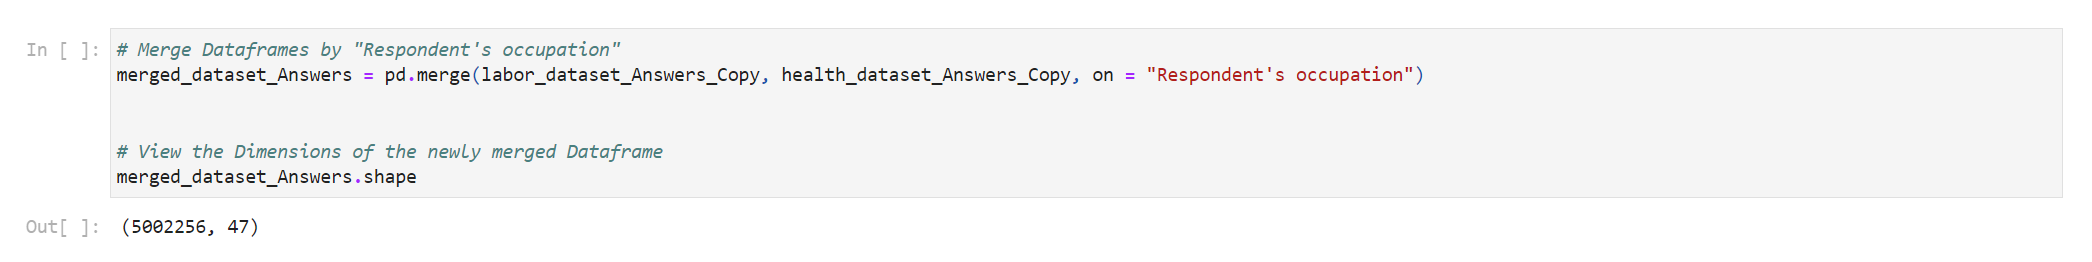 In [ ]: # Merge Dataframes by "Respondent's occupation"
merged_dataset_Answers = pd.merge(labor_dataset_Answers_Copy, health_dataset_Answers_Copy, on = "Respondent's occupation")
# View the Dimensions of the newly merged Dataframe
merged_dataset_Answers.shape
Out[ ]: (5002256, 47)